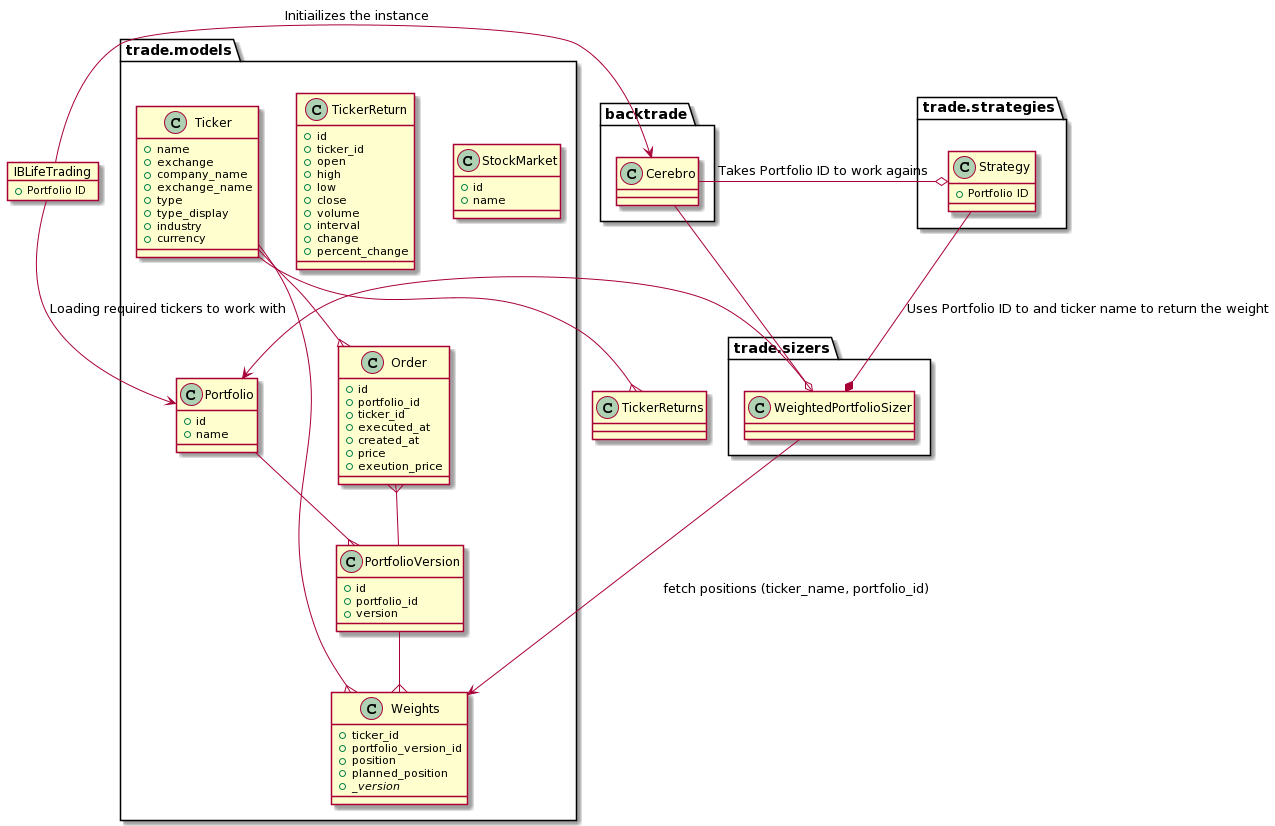 Initiailizes the instance
trade.models
IBLifeTrading
Portfolio ID
C Ticker
name
exchange
company_name
exchange_name
type
type_display
industry
currency
C TickerReturn
id
ticker_id
open
high
low
close
volume
interval
change
percent_change
C StockMarket
id
name
backtrade
C Cerebro
Takes Portfolio ID to work agains
trade.strategies
C Strategy
Portfolio ID
Loading required tickers to work with
Uses Portfolio ID to and ticker name to return the weight
C Portfolio
id
name
C Order
id
portfolio_id
ticker_id
executed_at
created_at
price
exeution_price
C TickerReturns
trade.sizers
C WeightedPortfolioSizer
C PortfolioVersion
id
portfolio_id
version
fetch positions (ticker_name, portfolio_id)
C Weights
ticker_id
portfolio_version_id
position
planned_position
_version